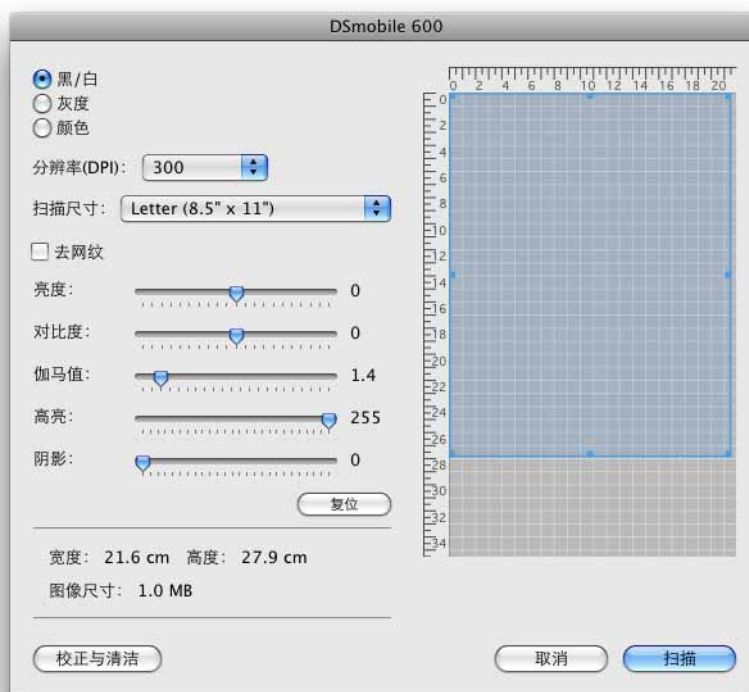 DSmobile 600
黑/白
灰度
颜色
分辨率(DPI): 300
扫描尺寸: Letter (8.5" x 11")
去网纹
亮度: 0
对比度: 0
伽马值: 1.4
高亮: 255
阴影: 0
复位
宽度: 21.6 cm 高度: 27.9 cm
图像尺寸: 1.0 MB
校正与清洁
0 2 4 6 8 10 12 14 16 18 20
0
2
4
6
8
10
12
14
16
18
20
22
24
26
28
30
32
34
取消 扫描